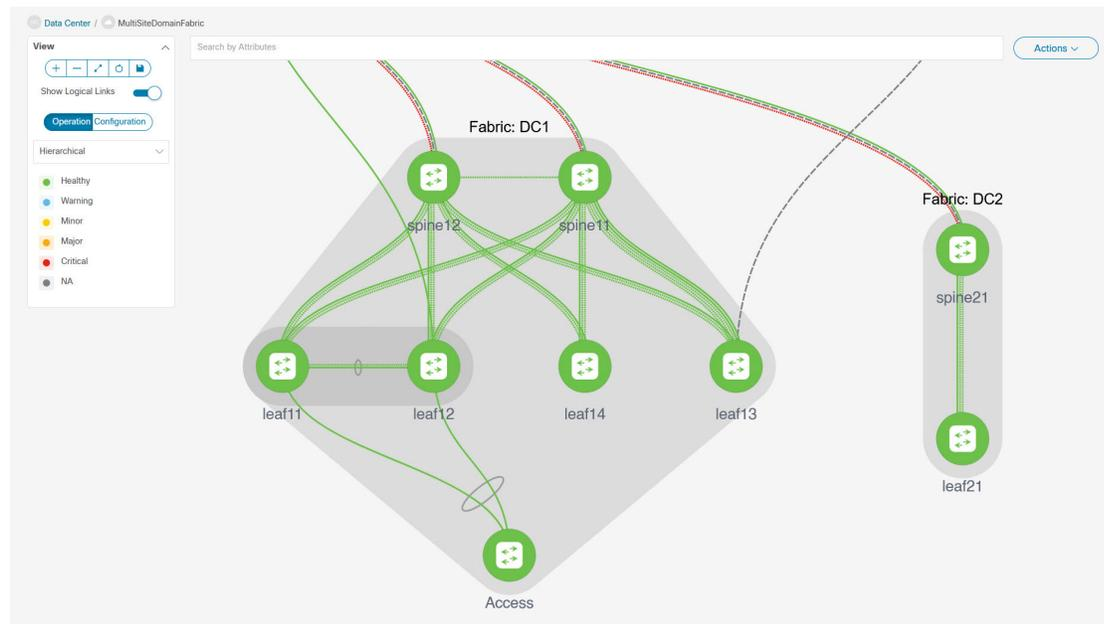 Data Center / MultiSiteDomainFabric
View
Search by Attributes
Actions
Show Logical Links
Operation Configuration
Hierarchical
Healthy
Warning
Minor
Major
Critical
NA
Fabric: DC1
Fabric: DC2
spine12
spine11
spine21
leaf11
leaf12
leaf14
leaf13
leaf21
Access